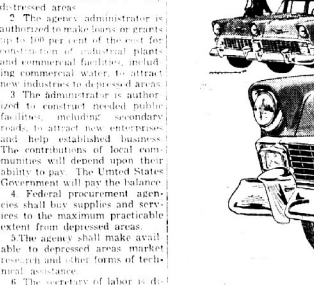 distressed areas
2 The agency administrator is
authorized to make loans or grants
up to 100 per cent of the cost for
construction of industrial plants
and commercial facilities, includ
ing commercial water, to attract
new industries to depressed areas
3 The administrator is author
ized to construct needed public
facilities, including secondary
roads, to attract new enterprises
and help established business
The contributions of local com
munities will depend upon their
ability to pay. The United States
Government will pay the balance
4. Federal procurement agen
cies shall buy supplies and serv
ices to the maximum practicable
extent from depressed areas.
5.The agency shall make avail
able to depressed areas market
research and other forms of tech
nical assistance.
6 The secretary of labor is di